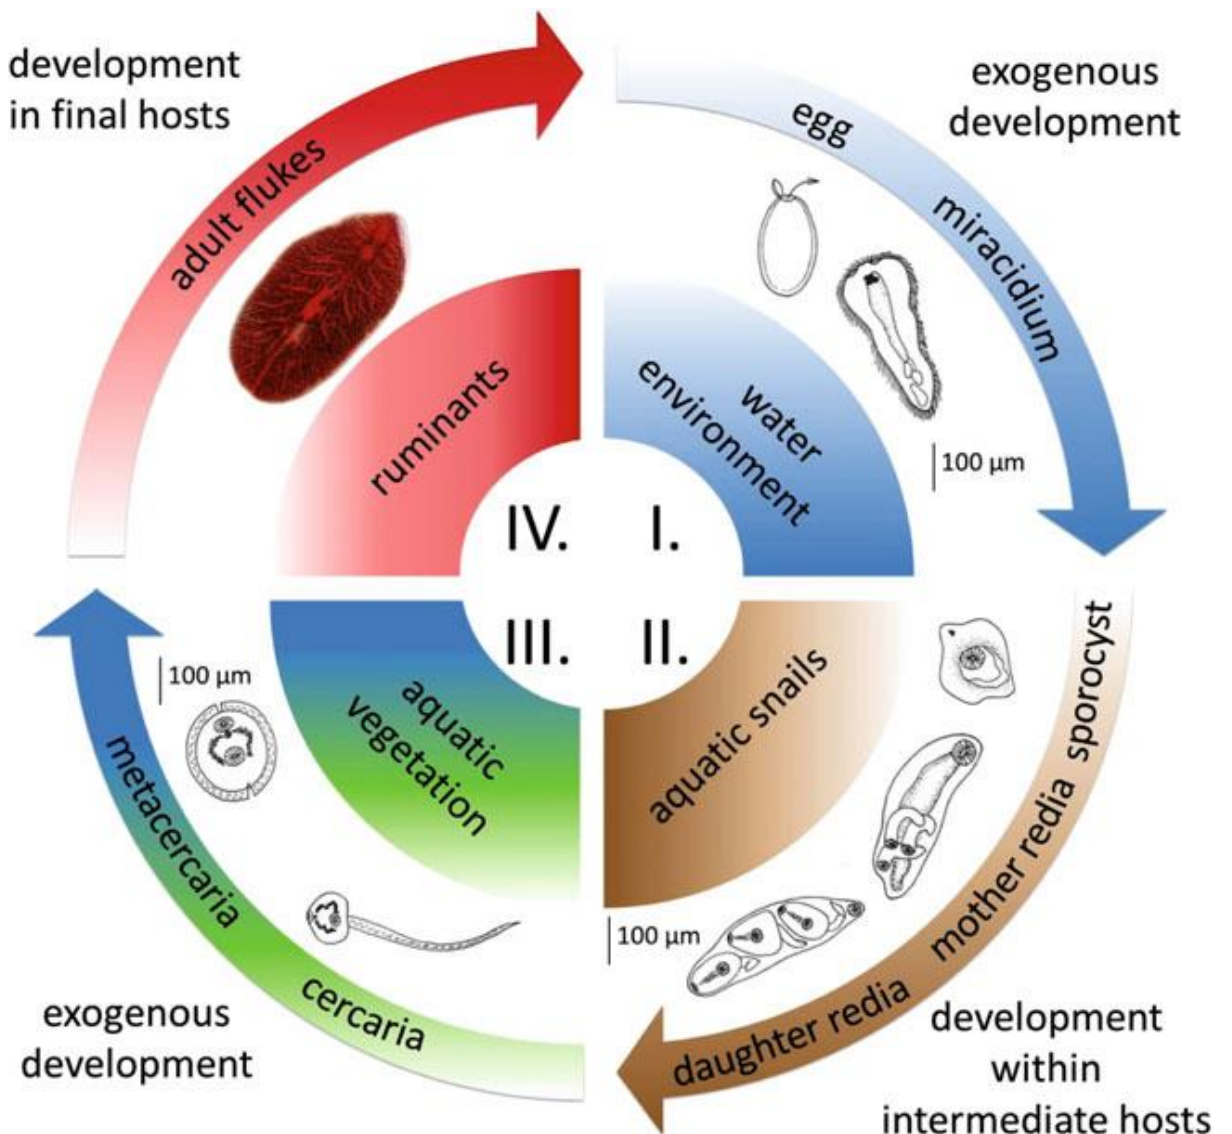 development
in final hosts
adult flukes
ruminants
IV.
exogenous
development
egg
miracidium
water
environment
100 µm
I.
sporocyst
mother redia
daughter redia
aquatic snails
II.
100 µm
development
within
intermediate hosts
III.
aquatic
vegetation
100 µm
metacercaria
cercaria
exogenous
development